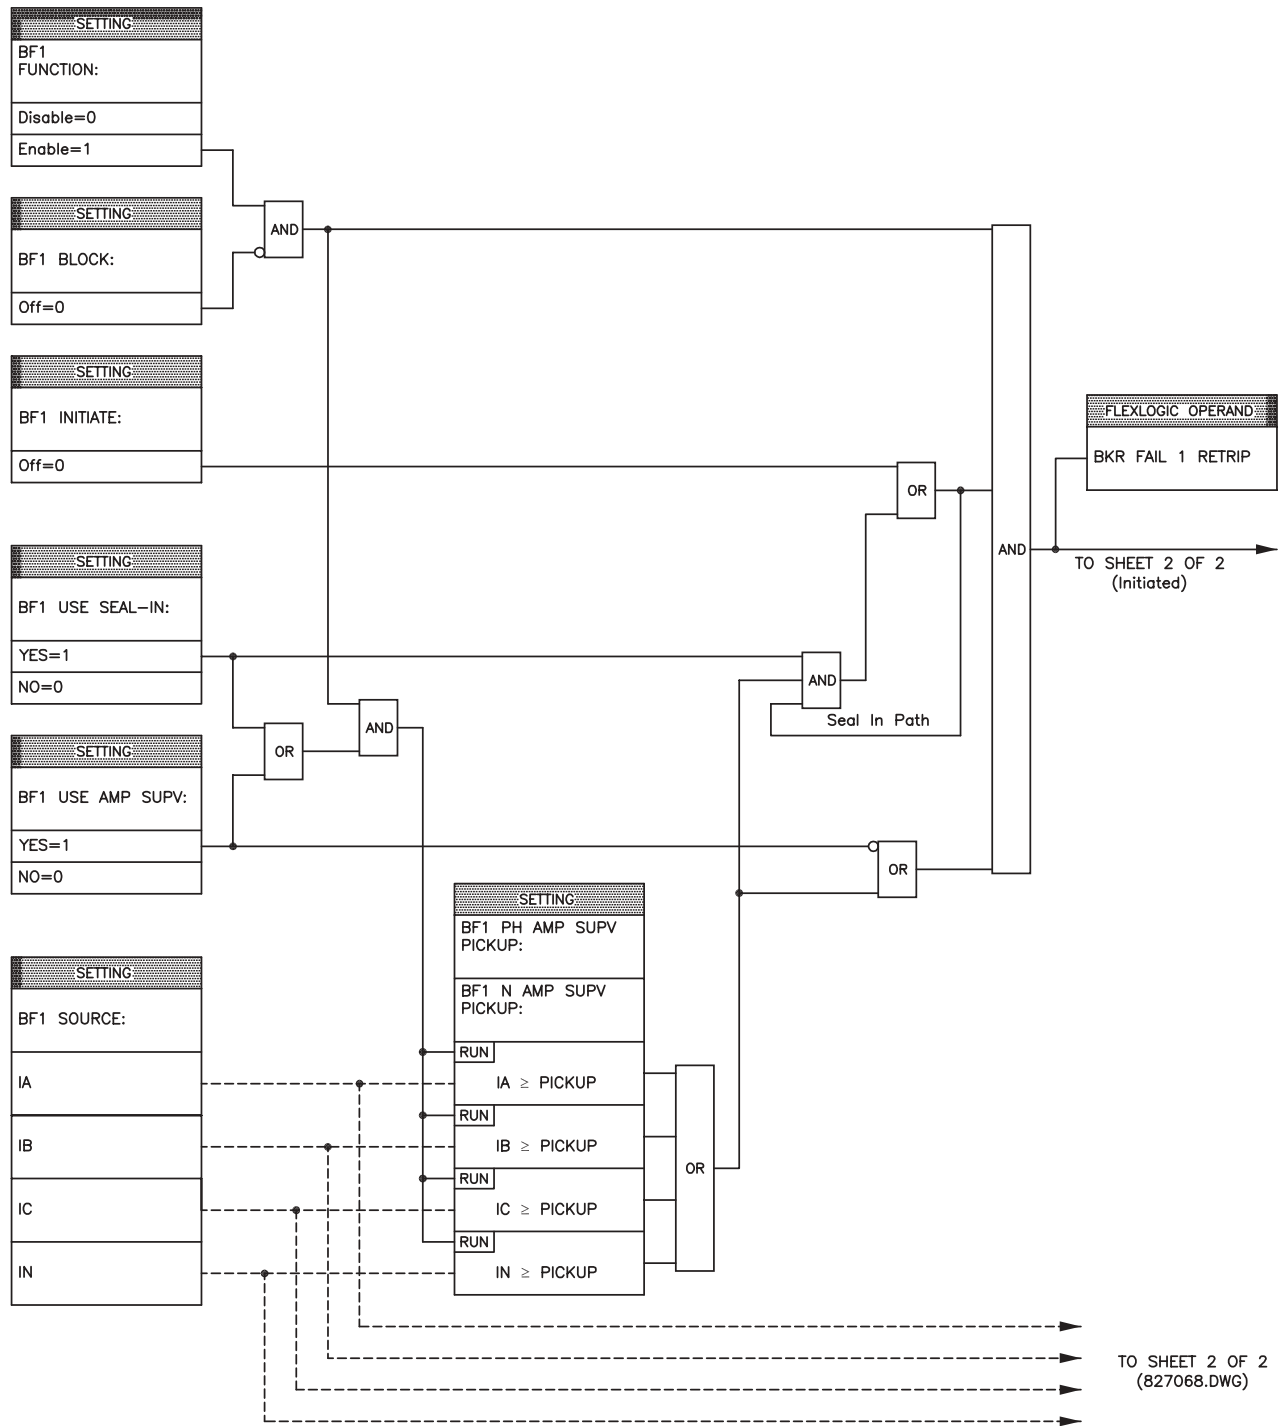 SETTING
BF1
FUNCTION:
Disable=0
Enable=1
SETTING
BF1 BLOCK:
Off=0
AND
SETTING
BF1 INITIATE:
Off=0
OR
FLEXLOGIC OPERAND
BKR FAIL 1 RETRIP
AND
TO SHEET 2 OF 2
(Initiated)
SETTING
BF1 USE SEAL-IN:
YES=1
NO=0
AND
Seal In Path
AND
OR
SETTING
BF1 USE AMP SUPV:
YES=1
NO=0
OR
SETTING
BF1 PH AMP SUPV
PICKUP:
BF1 N AMP SUPV
PICKUP:
RUN
IA ≥ PICKUP
RUN
IB ≥ PICKUP
RUN
IC ≥ PICKUP
RUN
IN ≥ PICKUP
OR
SETTING
BF1 SOURCE:
IA
IB
IC
IN
TO SHEET 2 OF 2
(827068.DWG)